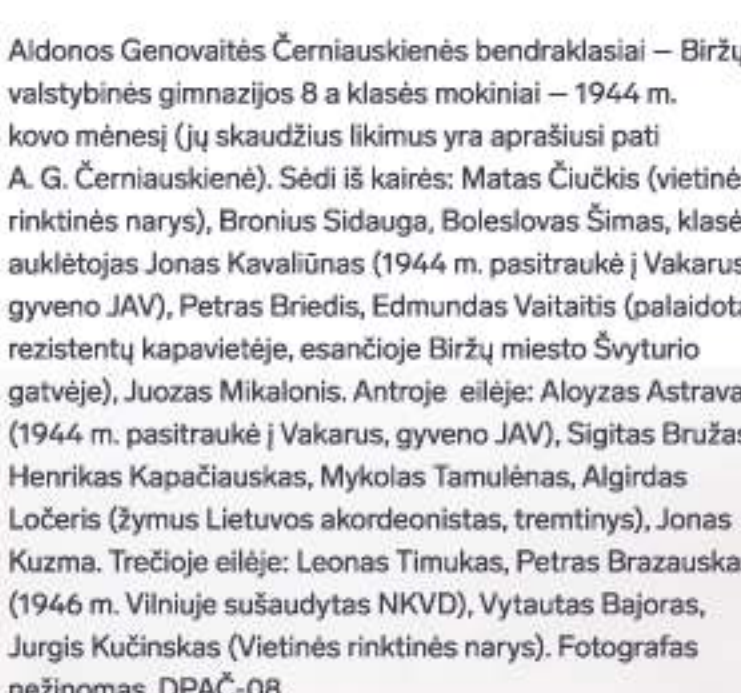 Aldonos Genovaitės Černiauskienės bendraklasiai – Biržų
valstybinės gimnazijos 8 a klasės mokiniai – 1944 m.
kovo mėnesį (jų skaudžius likimus yra aprašiusi pati
A. G. Černiauskienė). Sėdi iš kairės: Matas Čiučkis (vietinė
rinktinės narys), Bronius Sidauga, Boleslovas Šimas, klasė
auklėtojas Jonas Kavaliūnas (1944 m. pasitraukė į Vakarus
gyveno JAV), Petras Briedis, Edmundas Vaitaitis (palaidota
rezistentų kapavietėje, esančioje Biržų miesto Švyturio
gatvėje), Juozas Mikalonis. Antroje eilėje: Aloyzas Astrava
(1944 m. pasitraukė į Vakarus, gyveno JAV), Sigitas Bružas
Henrikas Kapačiauskas, Mykolas Tamulėnas, Algirdas
Ločeris (žymus Lietuvos akordeonistas, tremtinys), Jonas
Kuzma. Trečioje eilėje: Leonas Timukas, Petras Brazauska
(1946 m. Vilniuje sušaudytas NKVD), Vytautas Bajoras,
Jurgis Kučinskas (Vietinės rinktinės narys). Fotografas
nežinomas. DPAČ-08